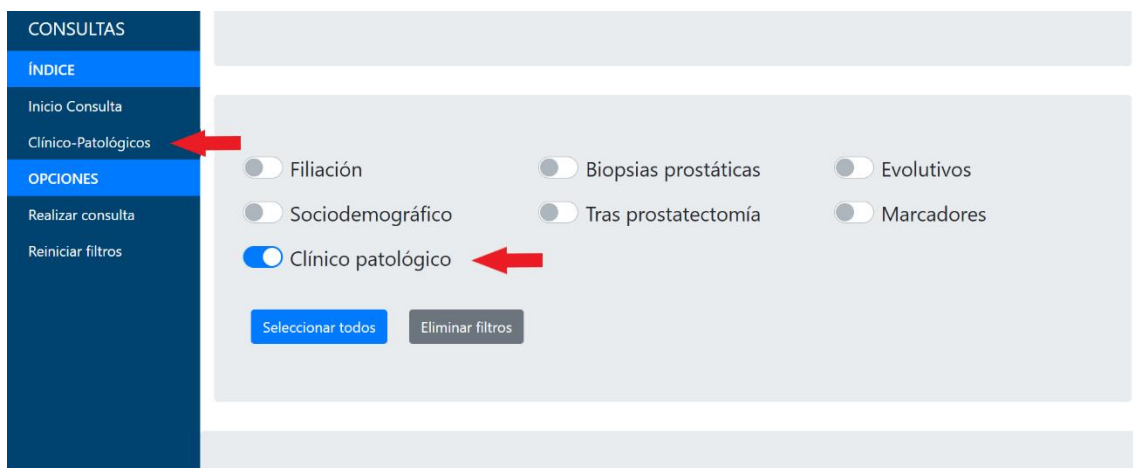 CONSULTAS
ÍNDICE
Inicio Consulta
Clínico-Patológicos
OPCIONES
Realizar consulta
Reiniciar filtros
Filiación
Biopsias prostáticas
Evolutivos
Sociodemográfico
Tras prostatectomía
Marcadores
Clínico patológico
Seleccionar todos
Eliminar filtros